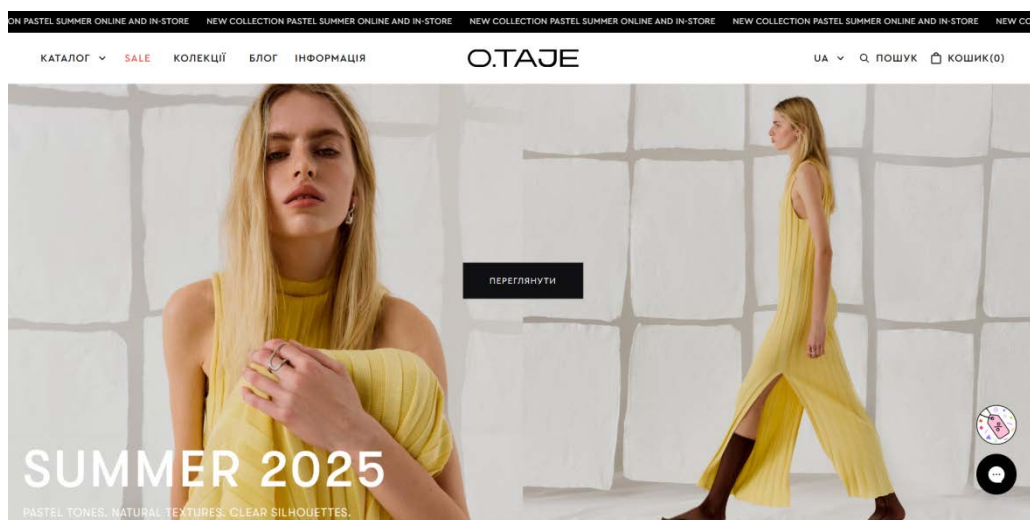 ON PASTEL SUMMER ONLINE AND IN-STORE NEW COLLECTION PASTEL SUMMER ONLINE AND IN-STORE NEW COLLECTION PASTEL SUMMER ONLINE AND IN-STORE NEW COLLECTION PASTEL SUMMER ONLINE AND IN-STORE NEW CO
КАТАЛОГ SALE КОЛЕКЦІЇ БЛОГ ІНФОРМАЦІЯ O.TAJE UA ПОШУК КОШИК(0)
ПЕРЕГЛЯНУТИ
SUMMER 2025
PASTEL TONES. NATURAL TEXTURES. CLEAR SILHOUETTES.